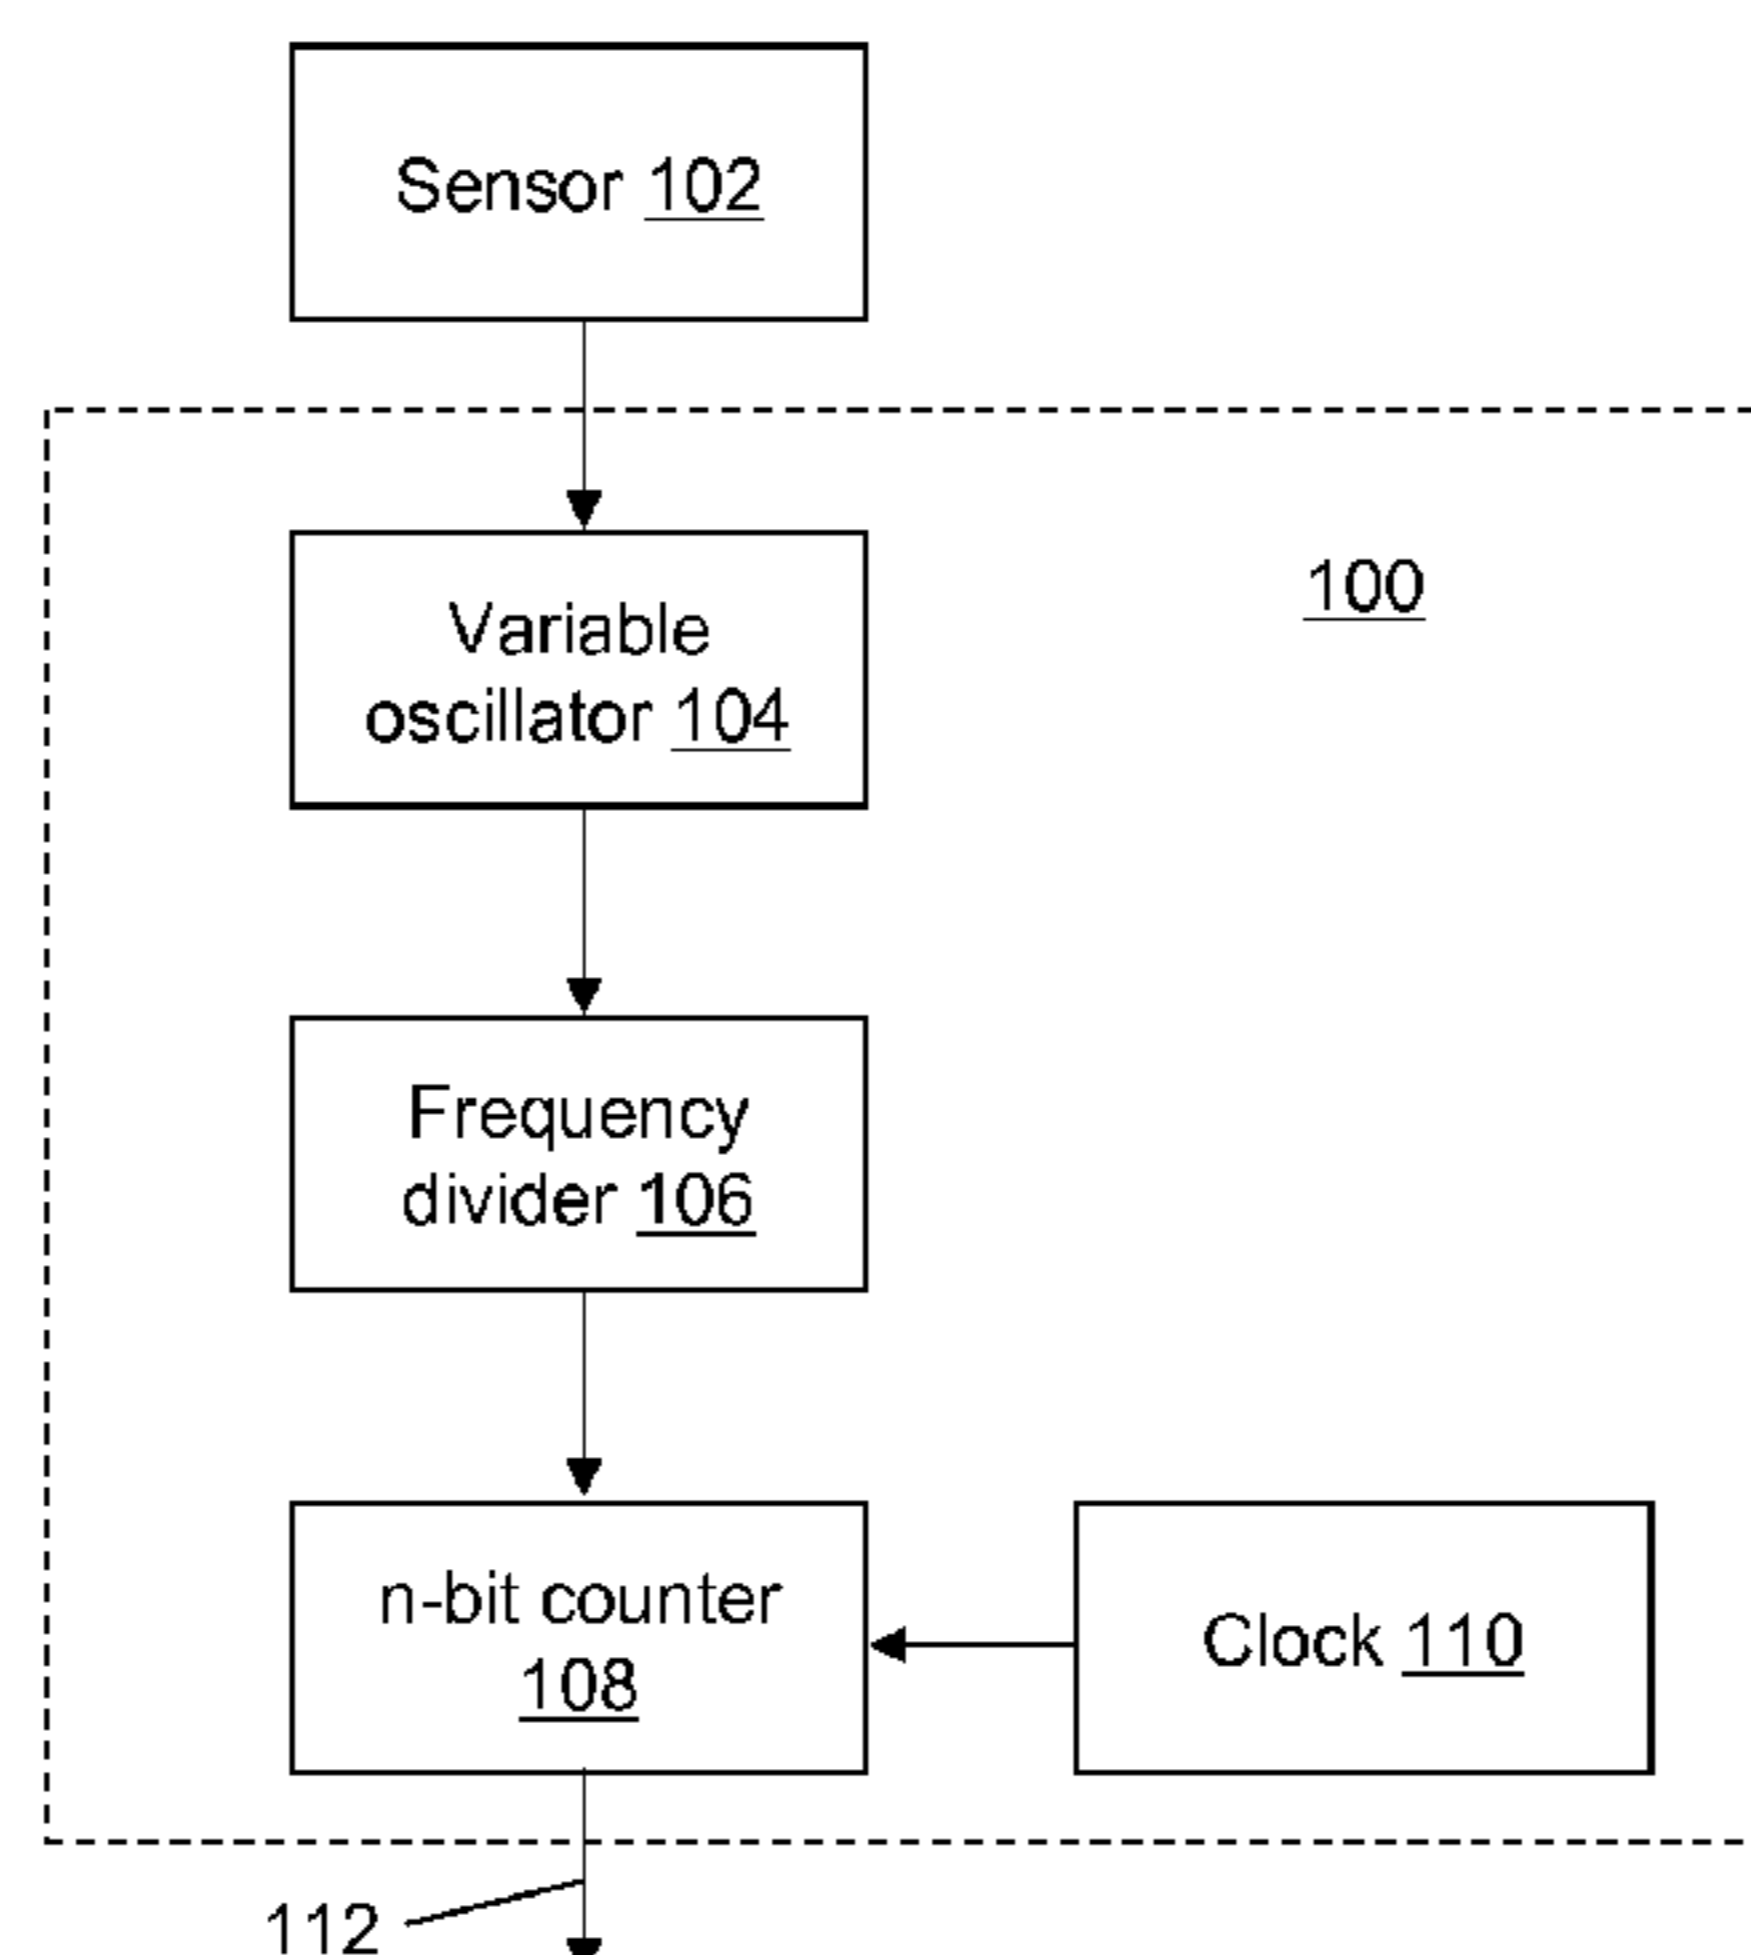 Sensor 102
100
Variable
oscillator 104
Frequency
divider 106
n-bit counter
108
Clock 110
112